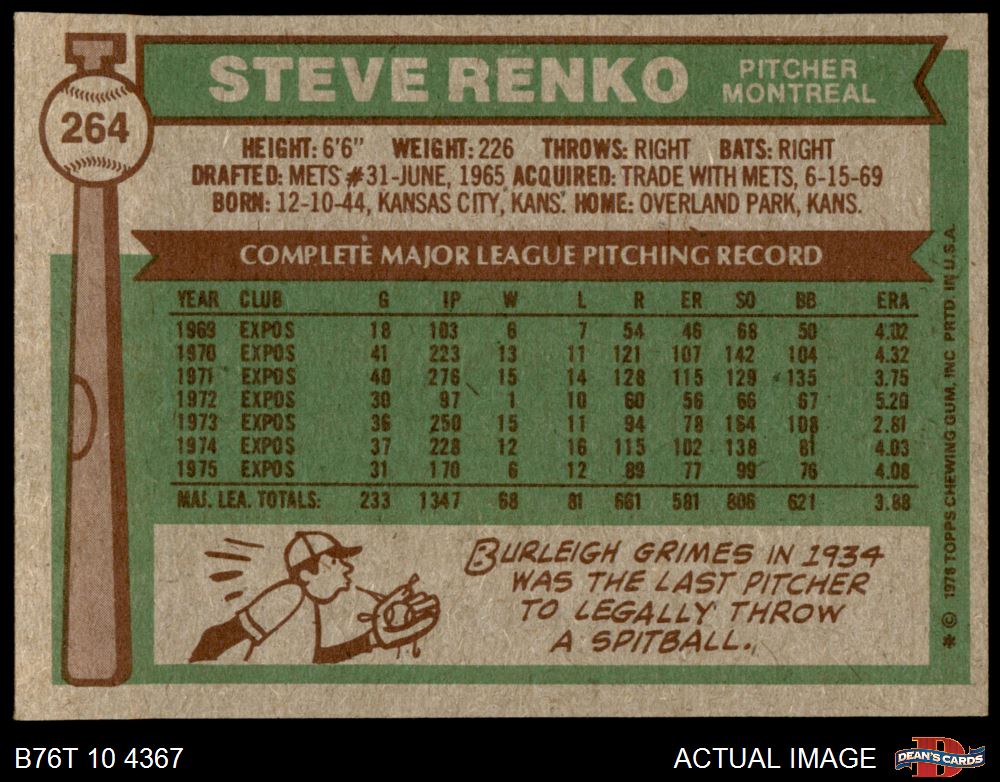 STEVE RENKO
PITCHER
MONTREAL
264
HEIGHT: 6'6" WEIGHT: 226 THROWS: RIGHT BATS: RIGHT
DRAFTED: METS #31-JUNE, 1965 ACQUIRED: TRADE WITH METS, 6-15-69
BORN: 12-10-44, KANSAS CITY, KANS. HOME: OVERLAND PARK, KANS.
COMPLETE MAJOR LEAGUE PITCHING RECORD
YEAR CLUB G IP W L R ER SO BB ERA
1969 EXPOS 18 103 6 7 54 46 68 50 4.02
1970 EXPOS 41 223 13 11 121 107 142 104 4.32
1971 EXPOS 40 276 15 14 128 115 129 135 3.75
1972 EXPOS 30 97 1 10 60 56 66 67 5.20
1973 EXPOS 36 250 15 11 94 78 164 108 2.81
1974 EXPOS 37 228 12 16 115 102 138 81 4.03
1975 EXPOS 31 170 6 12 89 77 99 76 4.08
MAJ. LEA. TOTALS: 233 1347 68 81 661 581 806 621 3.88
BURLEIGH GRIMES IN 1934
WAS THE LAST PITCHER
TO LEGALLY THROW
A SPITBALL.
* © 1976 TOPPS CHEWING GUM, INC PRTD. IN U.S.A.
B76T 10 4367
ACTUAL IMAGE
D
DEAN'S CARDS